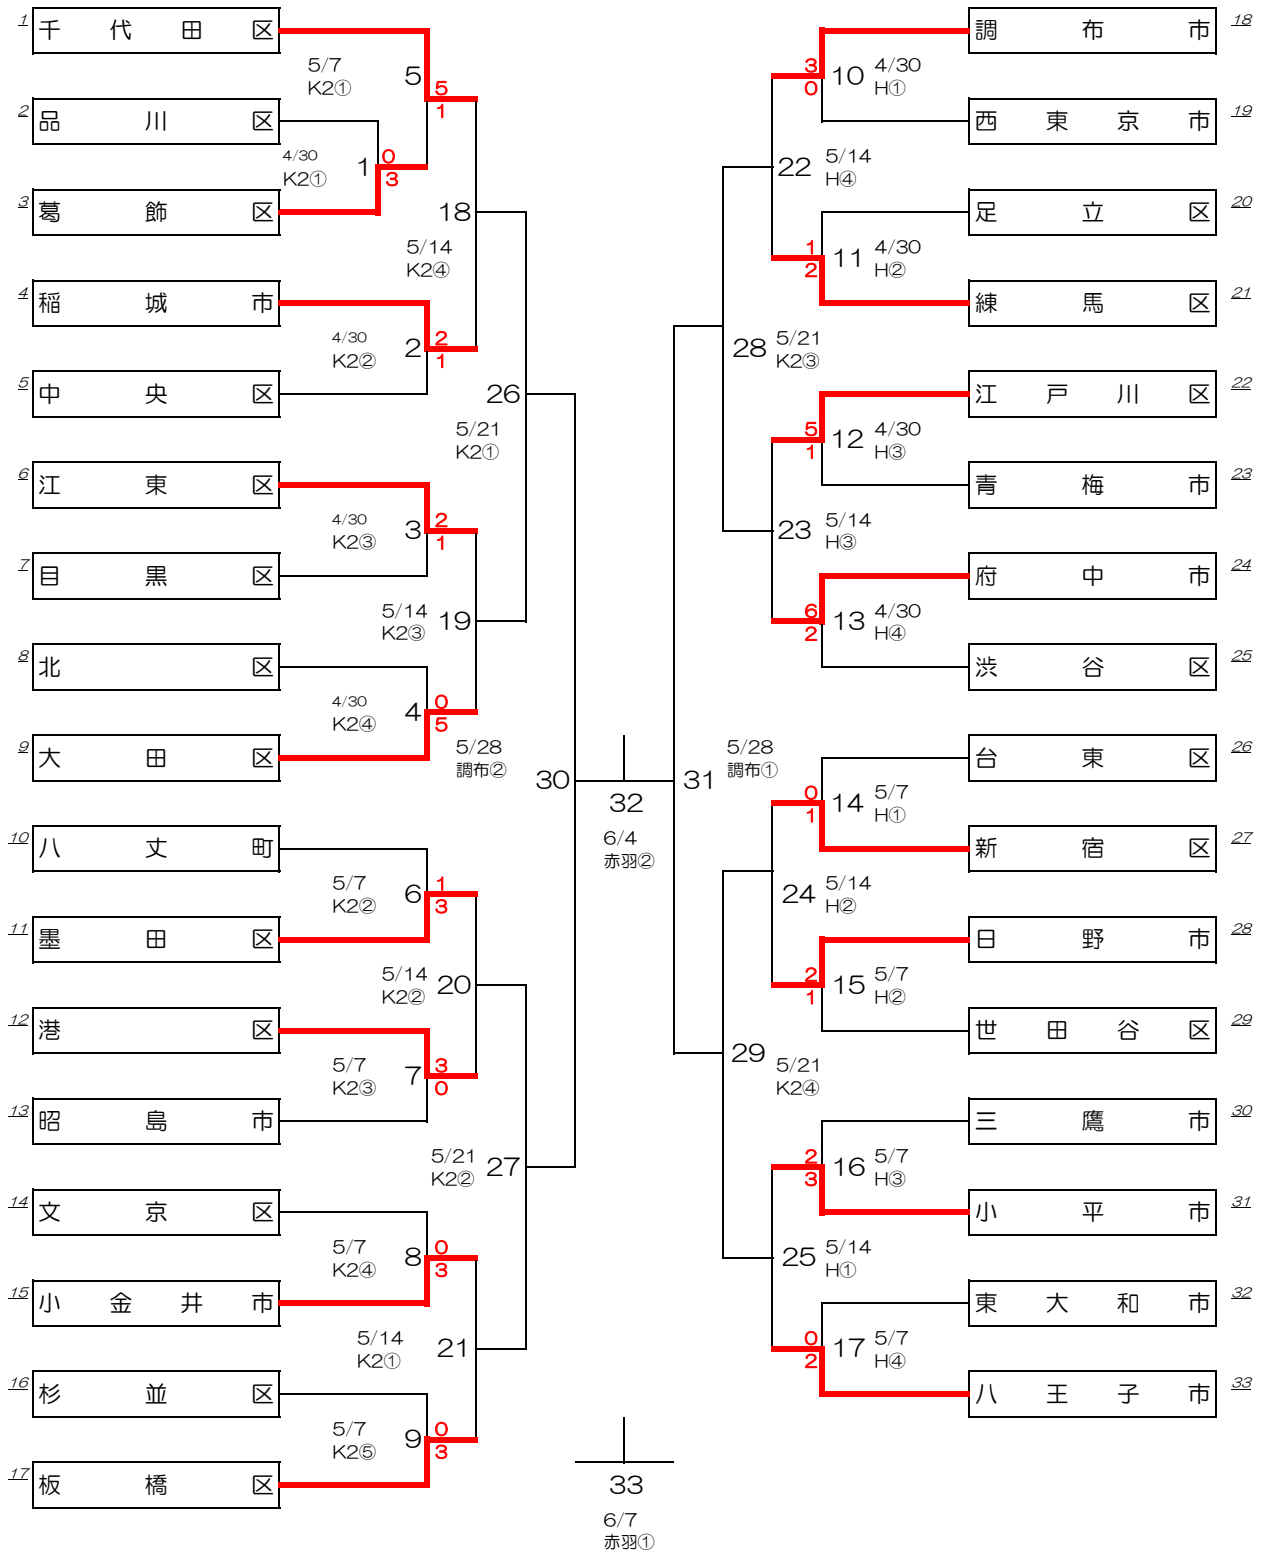 1 千代田区
5/7
K2①
5
5
1
2 品川区
4/30
K2①
1
0
3
3 葛飾区
18
5/14
K2④
4 稲城市
4/30
K2②
2
2
1
5 中央区
26
5/21
K2①
6 江東区
4/30
K2③
3
2
1
7 目黒区
5/14
K2③
19
8 北区
4/30
K2④
4
0
5
9 大田区
5/28
調布②
30
10 八丈町
5/7
K2②
6
1
3
11 墨田区
5/14
K2②
20
12 港区
5/7
K2③
7
3
0
13 昭島市
5/21
K2②
27
14 文京区
5/7
K2④
8
0
3
15 小金井市
5/14
K2①
21
16 杉並区
5/7
K2⑤
9
0
3
17 板橋区
32
6/4
赤羽②
33
6/7
赤羽①
調布市 18
3
0
10
4/30
H①
西東京市 19
22
5/14
H④
足立区 20
1
2
11
4/30
H②
練馬区 21
28
5/21
K2③
江戸川区 22
5
1
12
4/30
H③
青梅市 23
23
5/14
H③
府中市 24
6
2
13
4/30
H④
渋谷区 25
31
5/28
調布①
台東区 26
0
1
14
5/7
H①
新宿区 27
24
5/14
H②
日野市 28
2
1
15
5/7
H②
世田谷区 29
29
5/21
K2④
三鷹市 30
2
3
16
5/7
H③
小平市 31
25
5/14
H①
東大和市 32
0
2
17
5/7
H④
八王子市 33